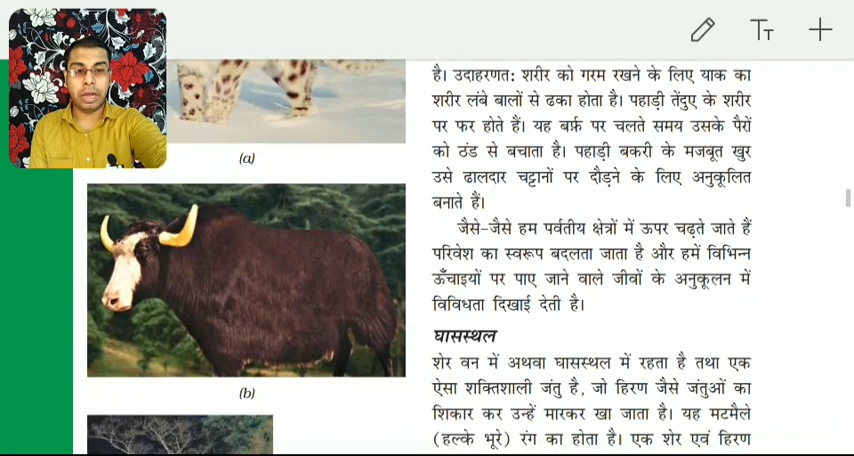 (a)
(b)
है। उदाहरणत: शरीर को गरम रखने के लिए याक का
शरीर लंबे बालों से ढका होता है। पहाड़ी तेंदुए के शरीर
पर फर होते हैं। यह बर्फ़ पर चलते समय उसके पैरों
को ठंड से बचाता है। पहाड़ी बकरी के मजबूत खुर
उसे ढालदार चट्टानों पर दौड़ने के लिए अनुकूलित
बनाते हैं।
जैसे-जैसे हम पर्वतीय क्षेत्रों में ऊपर चढ़ते जाते हैं
परिवेश का स्वरूप बदलता जाता है और हमें विभिन्न
ऊँचाइयों पर पाए जाने वाले जीवों के अनुकूलन में
विविधता दिखाई देती है।
घासस्थल
शेर वन में अथवा घासस्थल में रहता है तथा एक
ऐसा शक्तिशाली जंतु है, जो हिरण जैसे जंतुओं का
शिकार कर उन्हें मारकर खा जाता है। यह मटमैले
(हल्के भूरे) रंग का होता है। एक शेर एवं हिरण